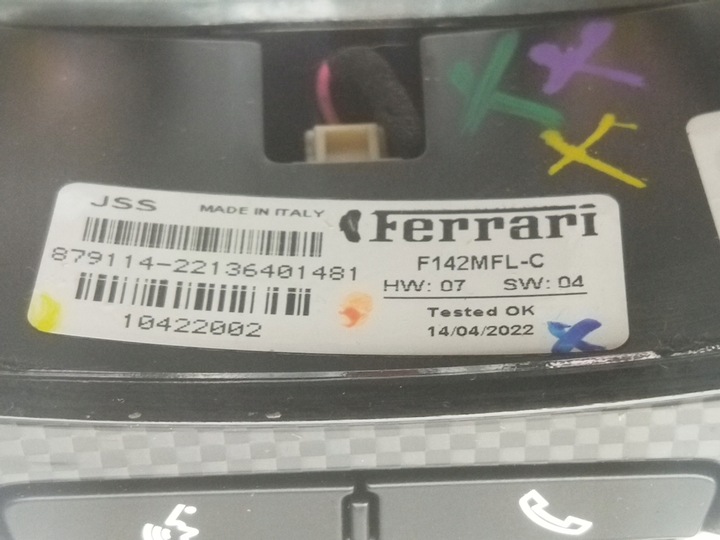 JSS MADE IN ITALY
Ferrari
879114-22136401481
F142MFL-C
HW: 07 SW: 04
10422002
Tested OK
14/04/2022